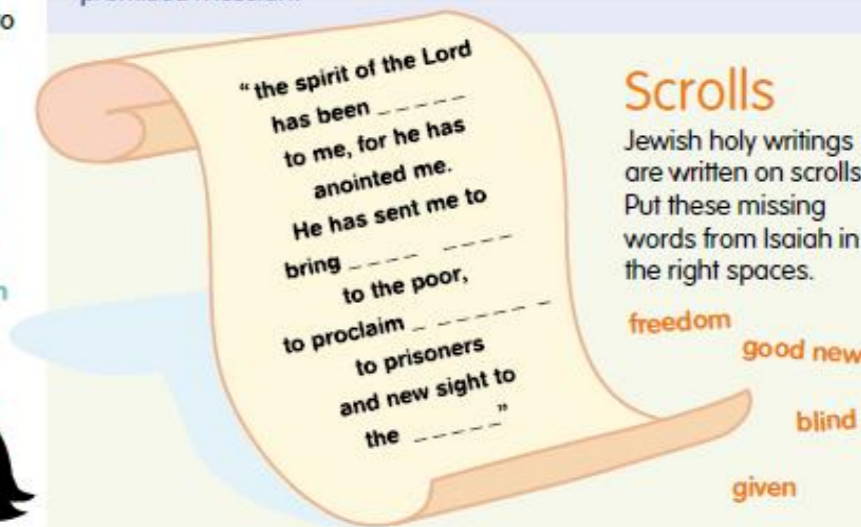 "the spirit of the Lord
has been _ _ _ _ _
to me, for he has
anointed me.
He has sent me to
bring _ _ _ _ _ _ _ _
to the poor,
to proclaim _ _ _ _ _ _ _
to prisoners
and new sight to
the _ _ _ _ _"
Scrolls
Jewish holy writings
are written on scrolls
Put these missing
words from Isaiah in
the right spaces.
freedom
good new
blind
given